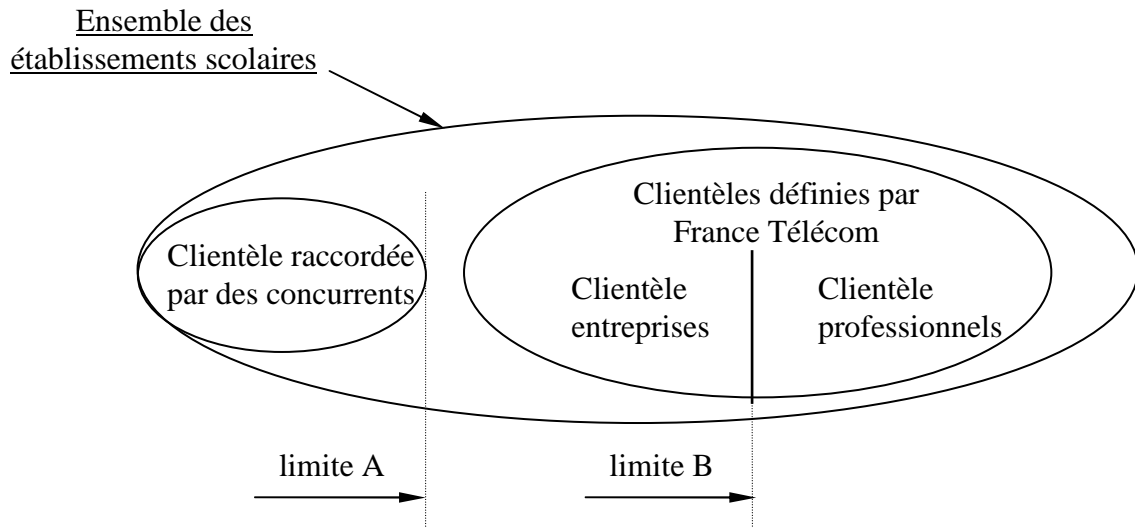 Ensemble des
établissements scolaires
Clientèle raccordée
par des concurrents
Clientèles définies par
France Télécom
Clientèle
entreprises
Clientèle
professionnels
limite A
limite B